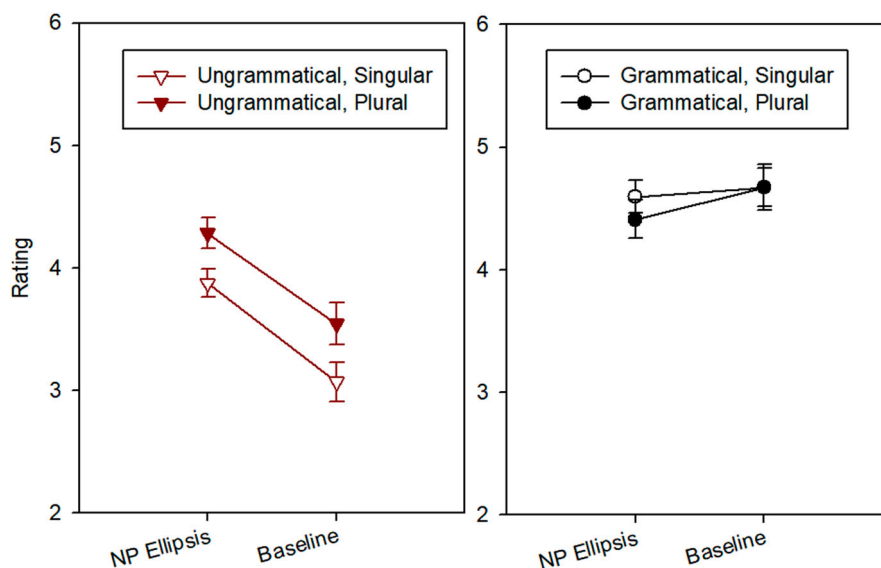 6
5
4
3
2
Rating
Ungrammatical, Singular
Ungrammatical, Plural
NP Ellipsis
Baseline
6
5
4
3
2
Grammatical, Singular
Grammatical, Plural
NP Ellipsis
Baseline